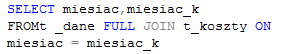 SELECT miesiac,miesiac_k
FROMt _dane FULL JOIN t_koszty ON
miesiac = miesiac_k